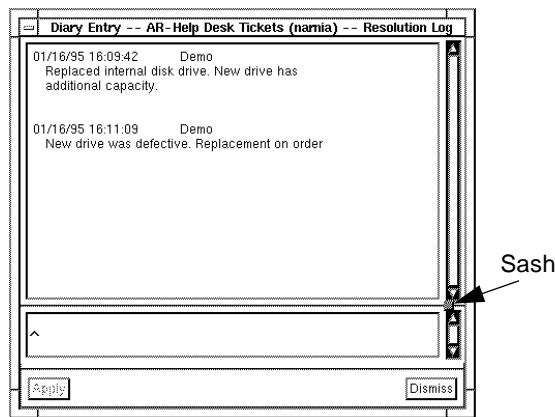 Diary Entry -- AR-Help Desk Tickets (narnia) -- Resolution Log
01/16/95 16:09:42 Demo
Replaced internal disk drive. New drive has
additional capacity.
01/16/95 16:11:09 Demo
New drive was defective. Replacement on order
Sash
^
Apply
Dismiss